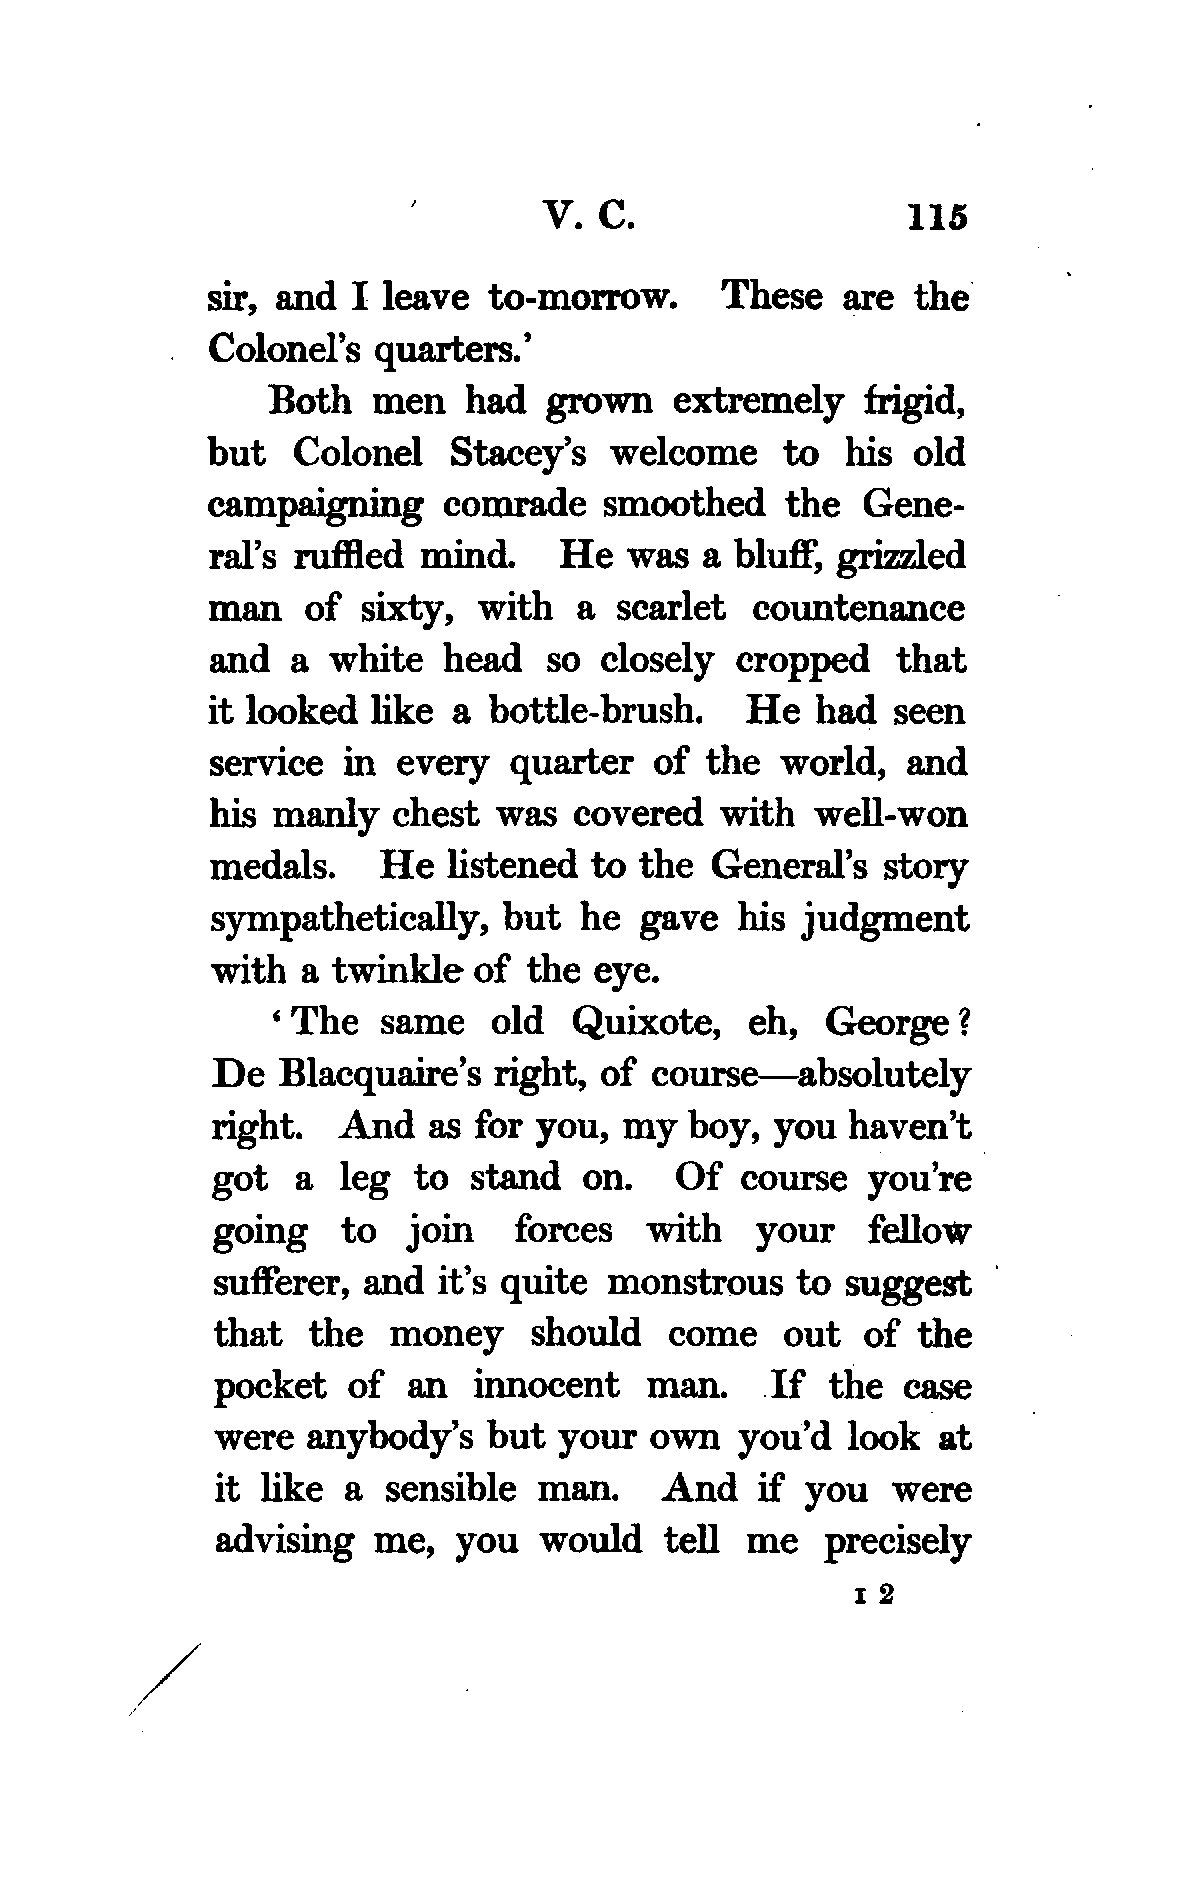 V. C. 115
sir, and I leave to-morrow. These are the
Colonel's quarters.'
Both men had grown extremely frigid,
but Colonel Stacey's welcome to his old
campaigning comrade smoothed the Gene-
ral's ruffled mind. He was a bluff, grizzled
man of sixty, with a scarlet countenance
and a white head so closely cropped that
it looked like a bottle-brush. He had seen
service in every quarter of the world, and
his manly chest was covered with well-won
medals. He listened to the General's story
sympathetically, but he gave his judgment
with a twinkle of the eye.
‘The same old Quixote, eh, George?
De Blacquaire's right, of course—absolutely
right. And as for you, my boy, you haven't
got a leg to stand on. Of course you're
going to join forces with your fellow
sufferer, and it's quite monstrous to suggest
that the money should come out of the
pocket of an innocent man. If the case
were anybody's but your own you'd look at
it like a sensible man. And if you were
advising me, you would tell me precisely
I 2